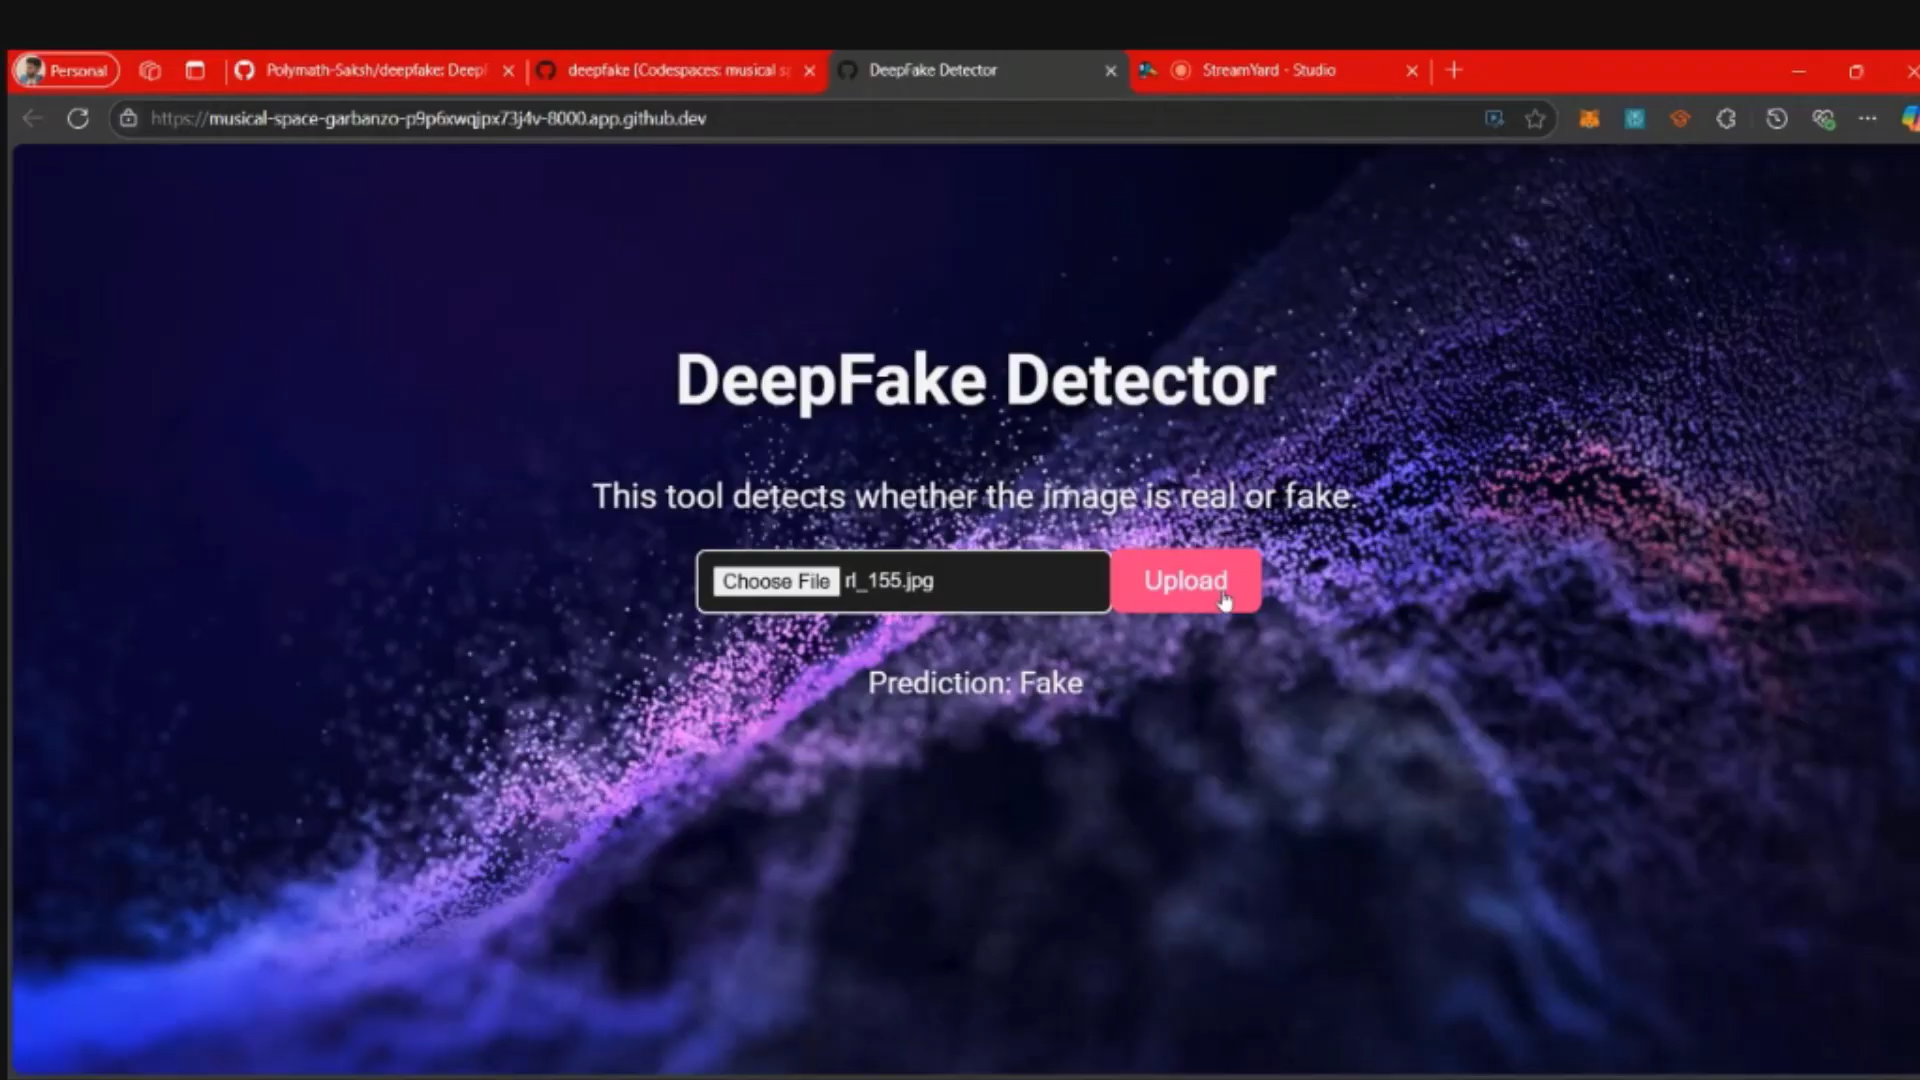 Personal
Polymath-Saksh/deepfake: Deepl
deepfake [Codespaces: musical sp
DeepFake Detector
StreamYard - Studio
https://musical-space-garbanzo-p9p6xwqjpx73j4v-8000.app.github.dev
DeepFake Detector
This tool detects whether the image is real or fake.
Choose File rl_155.jpg
Upload
Prediction: Fake